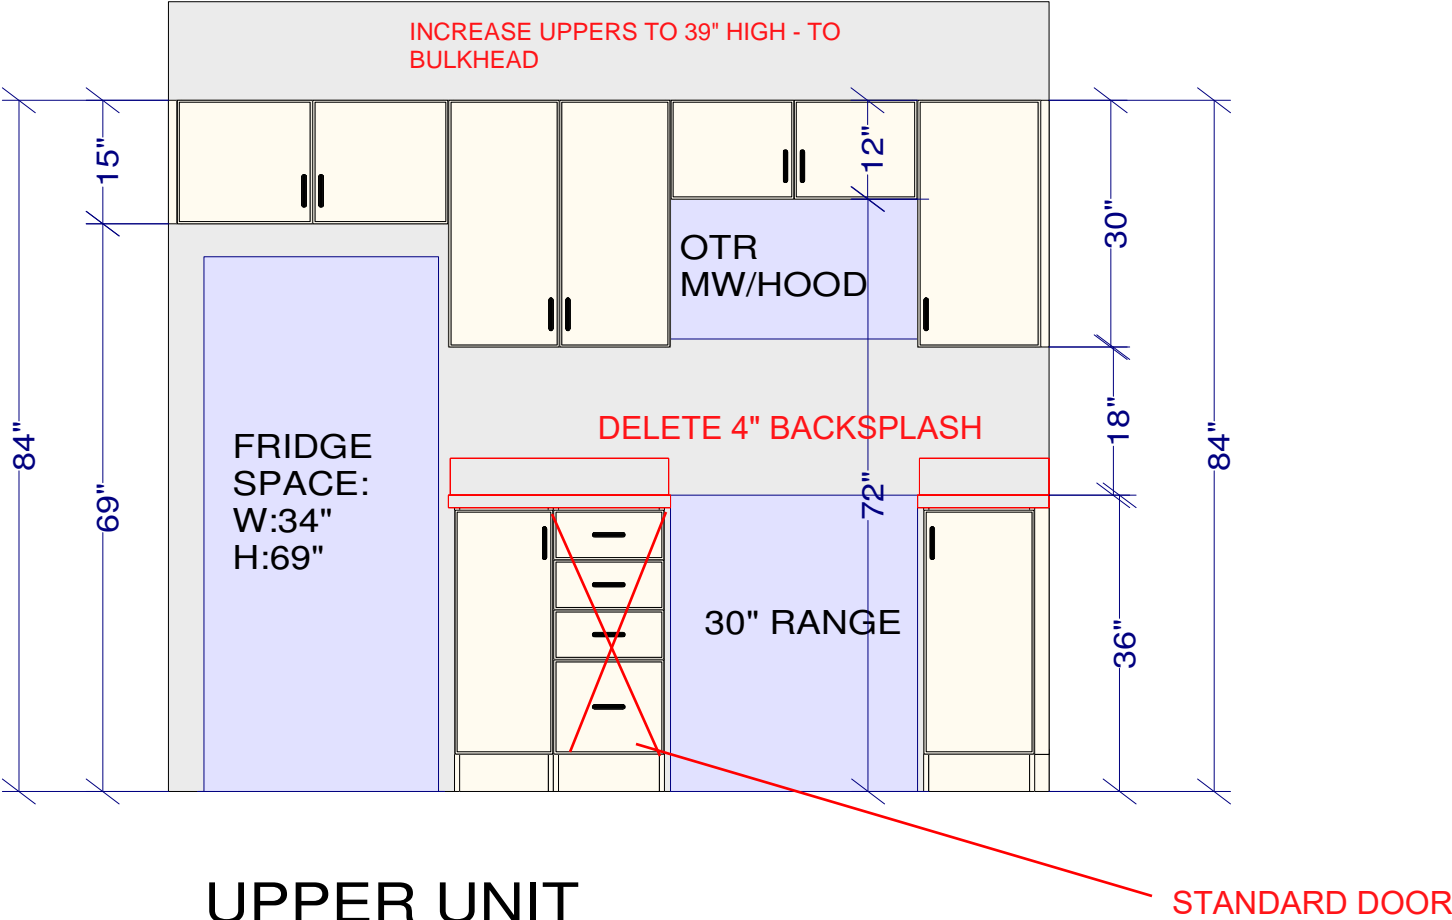 INCREASE UPPERS TO 39" HIGH - TO
BULKHEAD
15"
12"
30"
OTR
MW/HOOD
84"
69"
FRIDGE
SPACE:
W:34"
H:69"
DELETE 4" BACKSPLASH
72"
18"
84"
30" RANGE
36"
UPPER UNIT
STANDARD DOOR